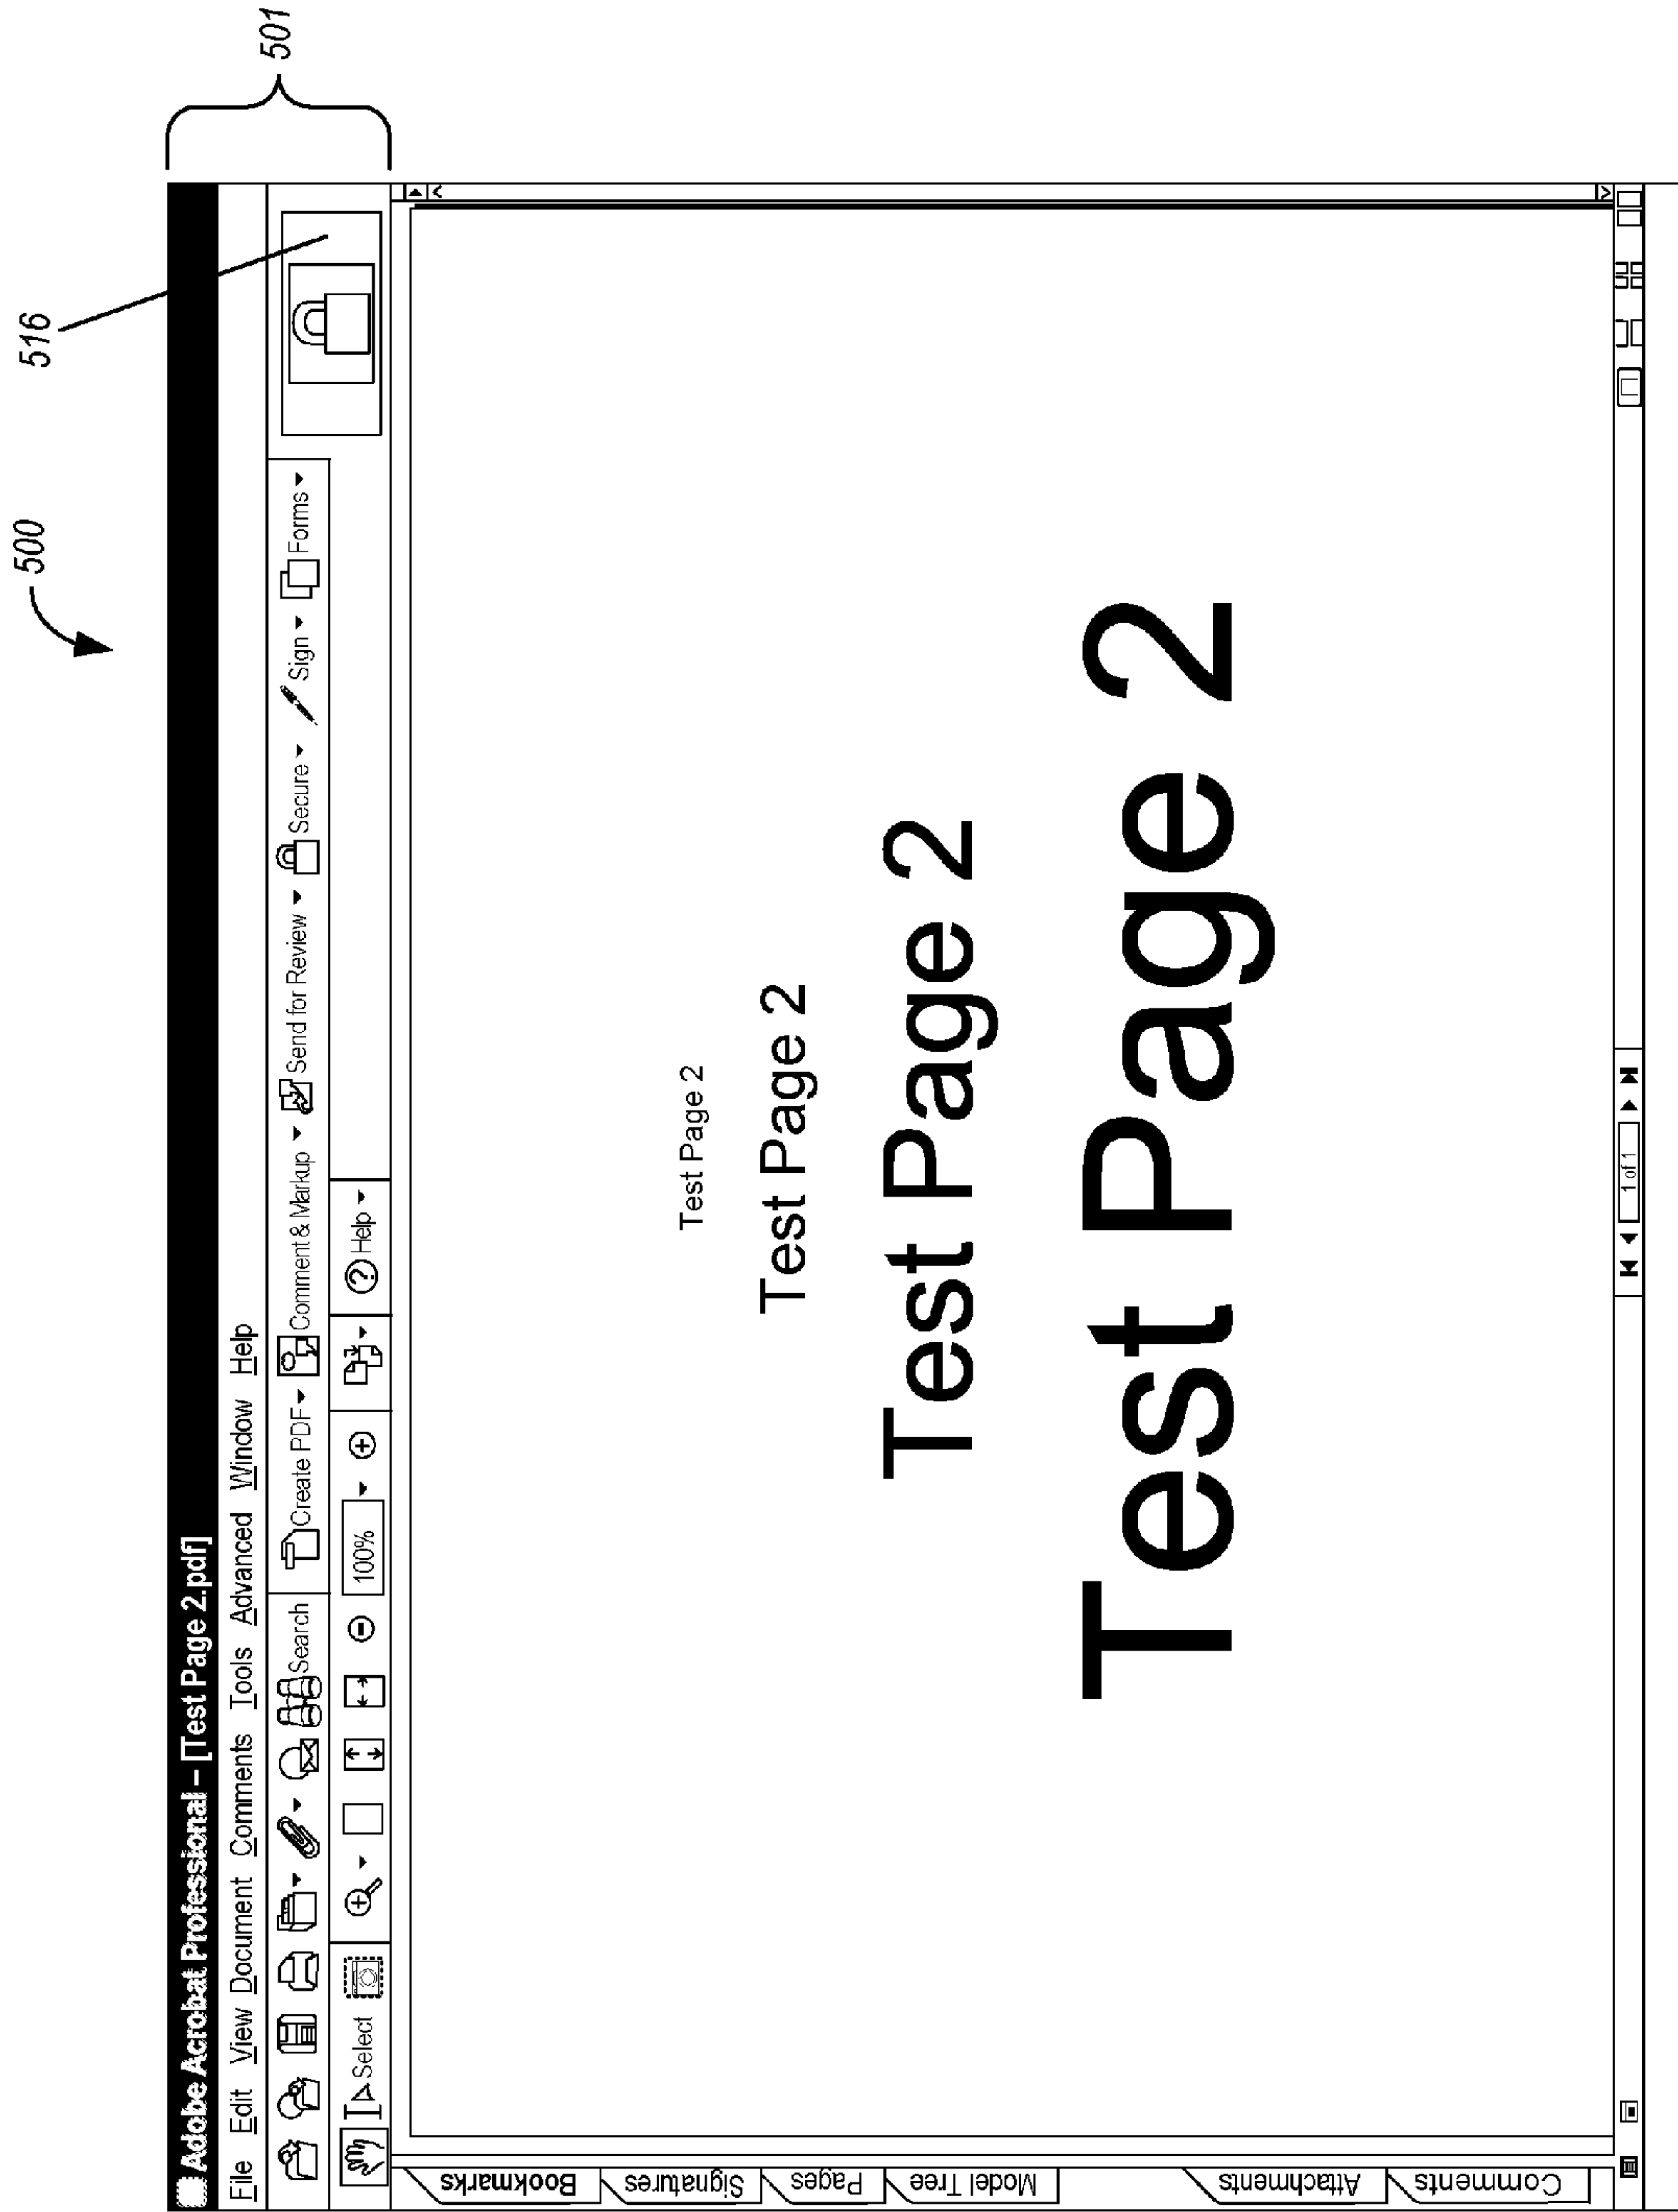 500
516
501
Adobe Acrobat Professional – [Test Page 2.pdf]
File Edit View Document Comments Tools Advanced Window Help
Search Create PDF Comment & Markup Send for Review Secure Sign Forms
Select 100% ? Help
Bookmarks
Signatures
Pages
Model Tree
Attachments
Comments
Test Page 2
Test Page 2
Test Page 2
Test Page 2
1 of 1